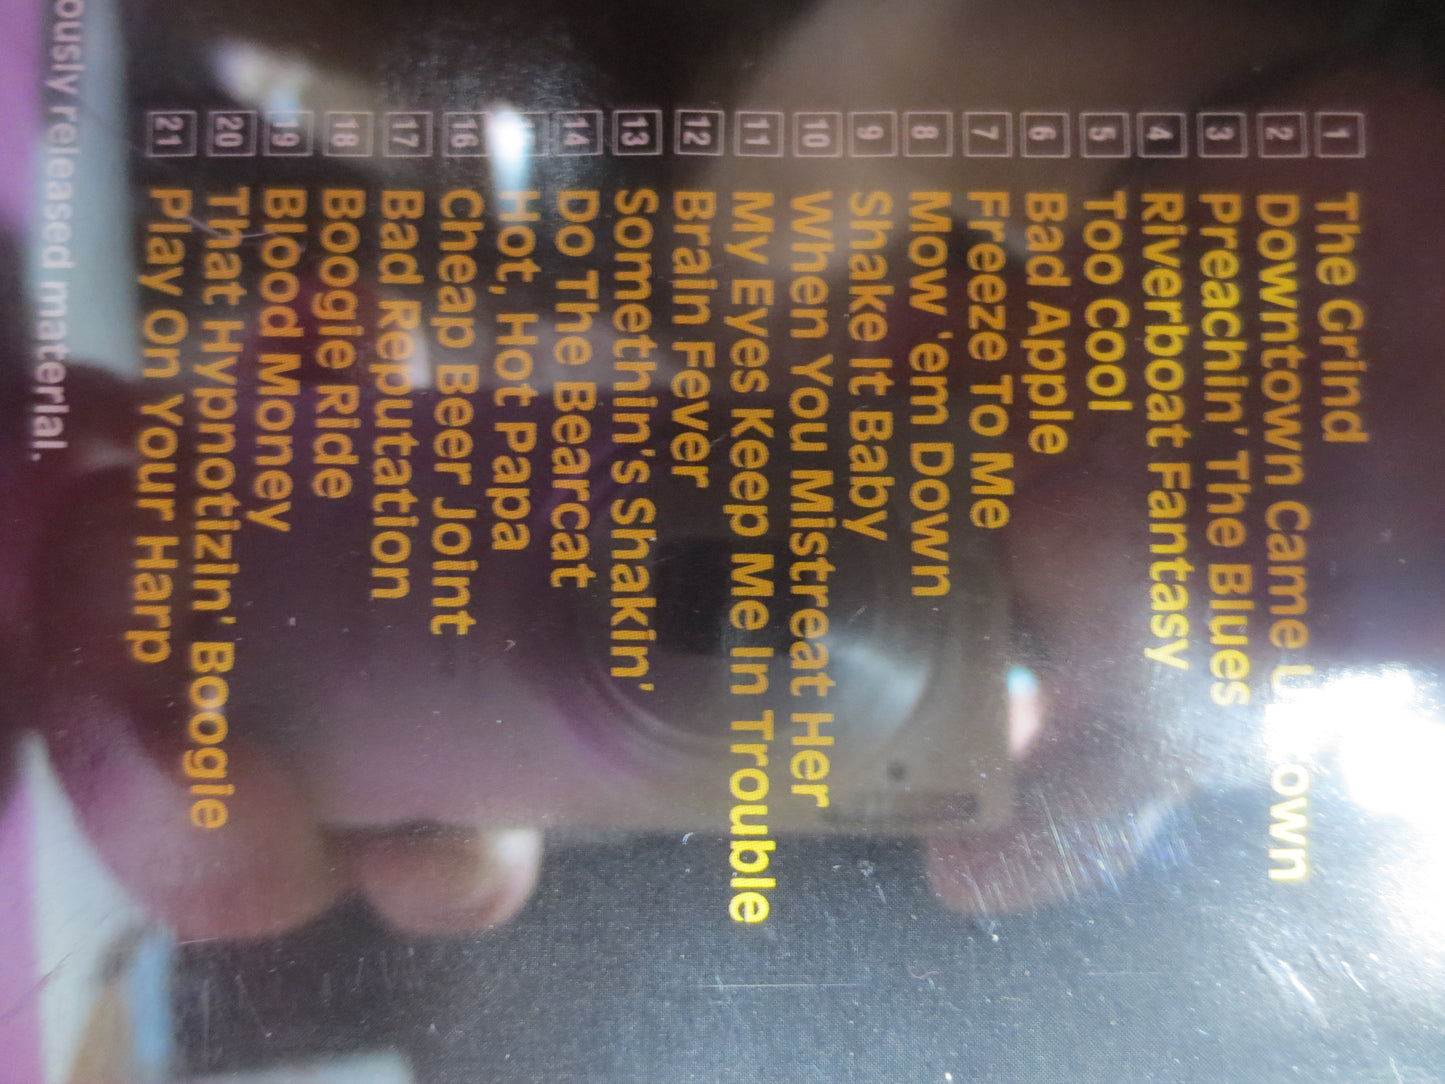 1 The Grind
2 Downtown Came
3 Preachin' The Blues
4 Riverboat Fantasy
5 Too Cool
6 Bad Apple
7 Freeze To Me
8 Mow 'em Down
9 Shake It Baby
10 When You Mistreat Her
11 My Eyes Keep Me In Trouble
12 Brain Fever
13 Somethin's Shakin'
14 Do The Bearcat
Hot, Hot Papa
16 Cheap Beer Joint
17 Bad Reputation
18 Boogie Ride
19 Blood Money
20 That Hypnotizin' Boogie
21 Play On Your Harp
released material.